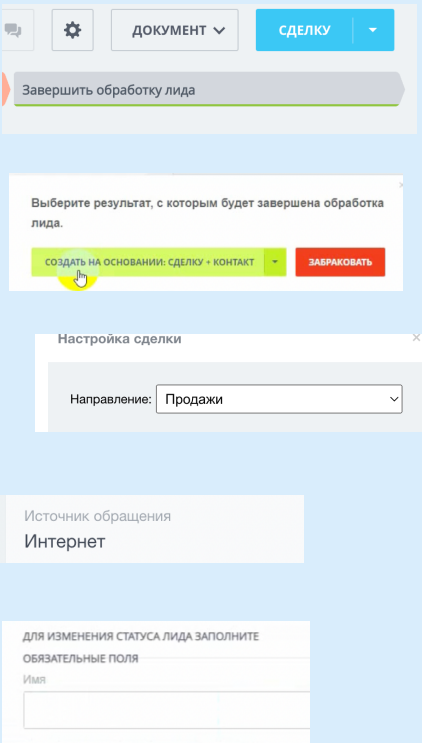 ДОКУМЕНТ СДЕЛКУ
Завершить обработку лида
Выберите результат, с которым будет завершена обработка
лида.
СОЗДАТЬ НА ОСНОВАНИИ: СДЕЛКУ + КОНТАКТ ЗАБРАКОВАТЬ
Настройка сделки
Направление: Продажи
Источник обращения
Интернет
ДЛЯ ИЗМЕНЕНИЯ СТАТУСА ЛИДА ЗАПОЛНИТЕ
ОБЯЗАТЕЛЬНЫЕ ПОЛЯ
Имя